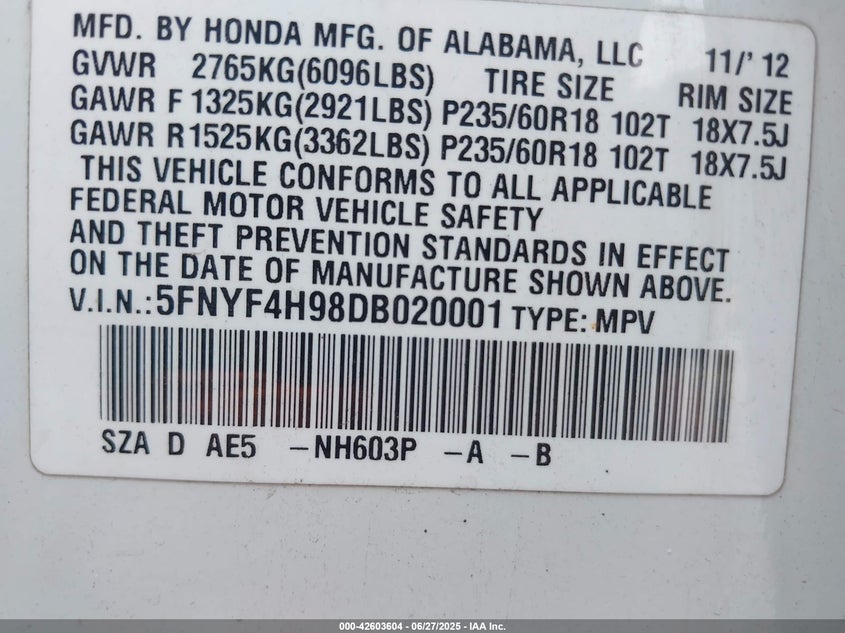 MFD. BY HONDA MFG. OF ALABAMA, LLC 11/' 12
GVWR 2765KG(6096LBS) TIRE SIZE RIM SIZE
GAWR F 1325KG(2921LBS) P235/60R18 102T 18X7.5J
GAWR R1525KG(3362LBS) P235/60R18 102T 18X7.5J
THIS VEHICLE CONFORMS TO ALL APPLICABLE
FEDERAL MOTOR VEHICLE SAFETY
AND THEFT PREVENTION STANDARDS IN EFFECT
ON THE DATE OF MANUFACTURE SHOWN ABOVE.
V.I.N.:5FNYF4H98DB020001 TYPE: MPV
SZA D AE5 -NH603P -A -B
000-42603604 / 06/27/2025 - IAA Inc.